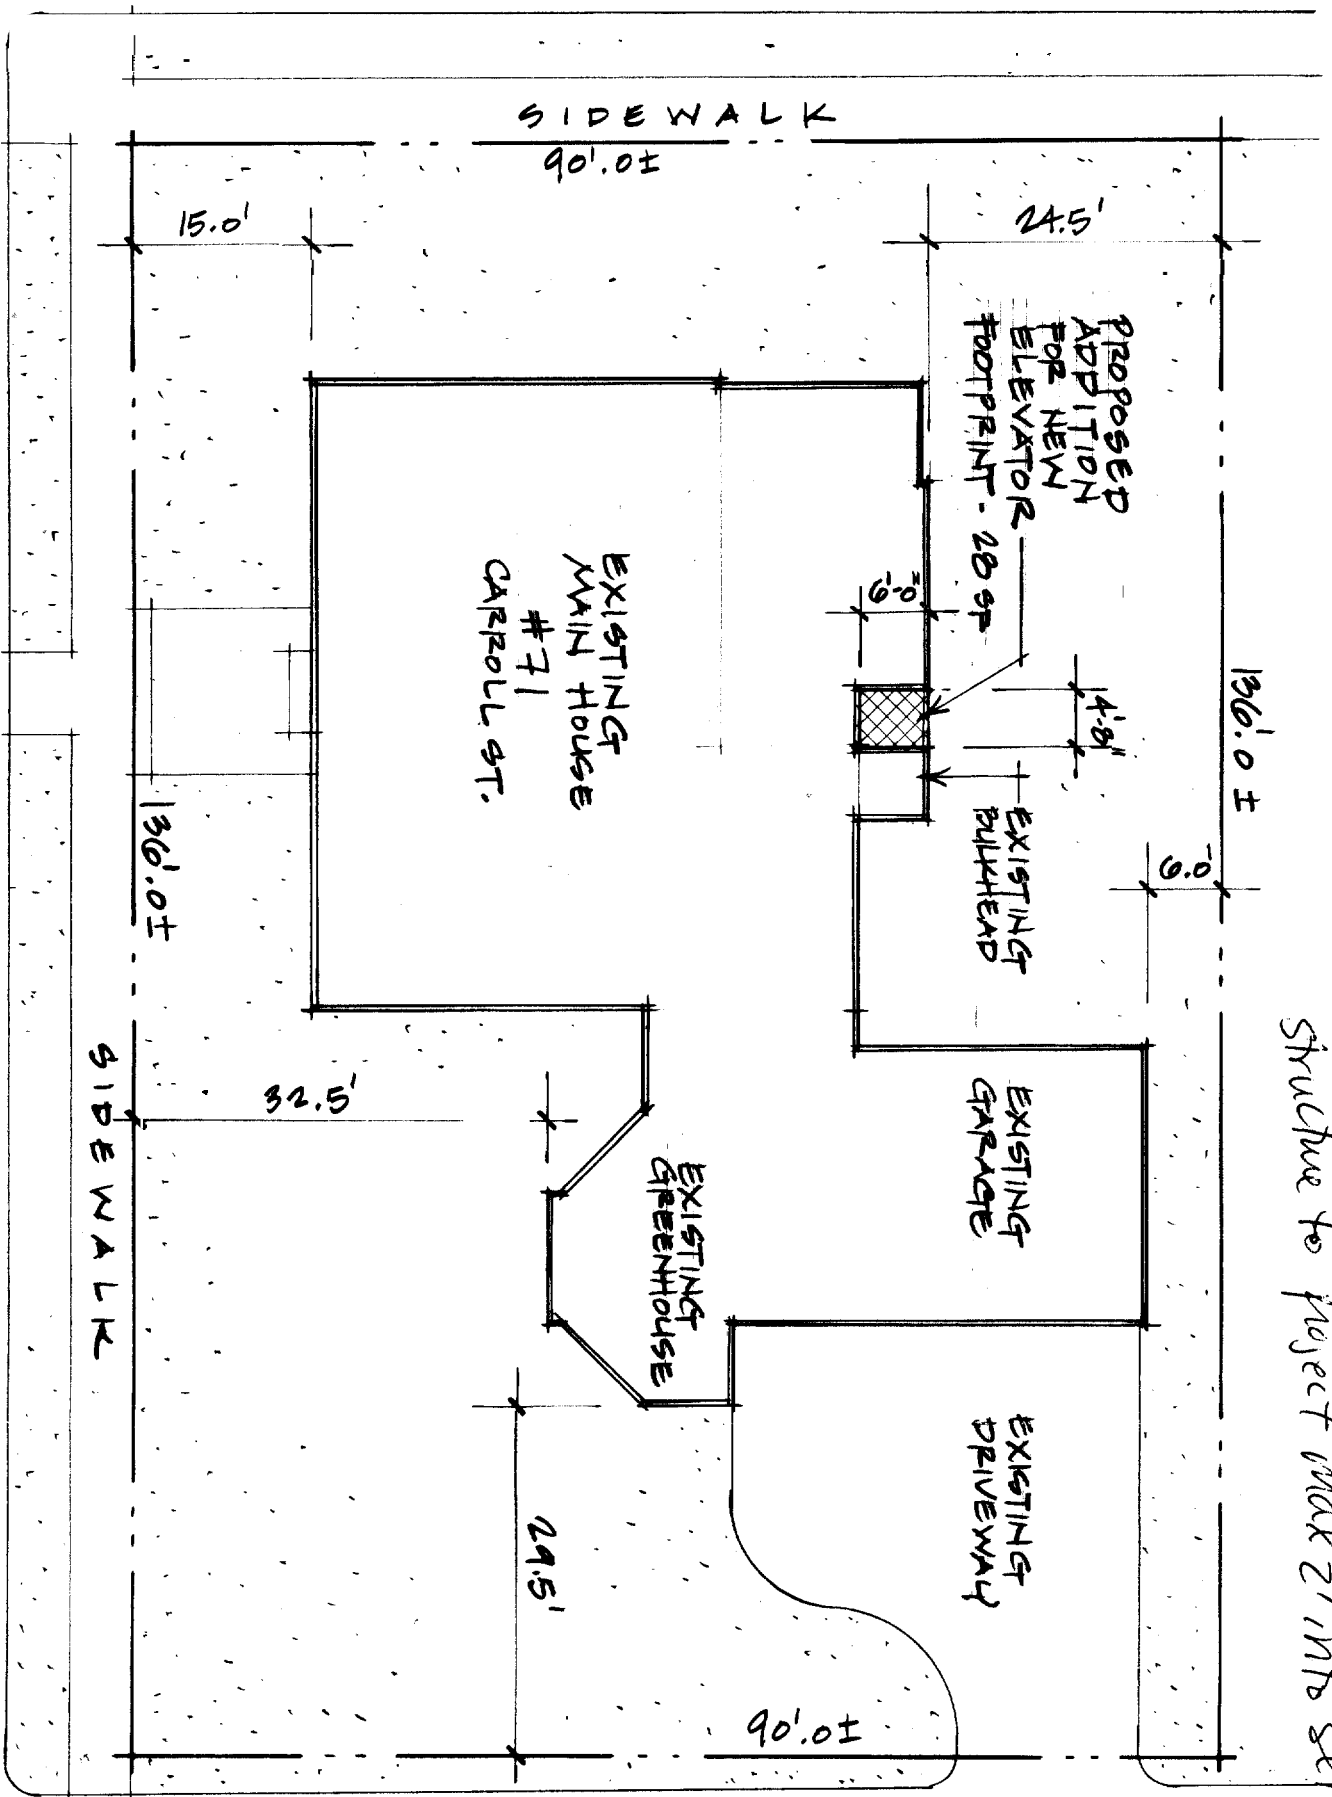 SIDEWALK
90'.0±
15.0'
24.5'
PROPOSED
ADDITION
FOR NEW
ELEVATOR
FOOTPRINT - 28 SF
6'-0"
4'-8"
136'.0 ±
EXISTING
MAIN HOUSE
#71
CARROLL ST.
EXISTING
BULKHEAD
6.0'
136'.0±
SIDEWALK
32.5'
EXISTING
GARAGE
EXISTING
GREENHOUSE
EXISTING
DRIVEWAY
29.5'
90'.0±
Structure to project max 2' into